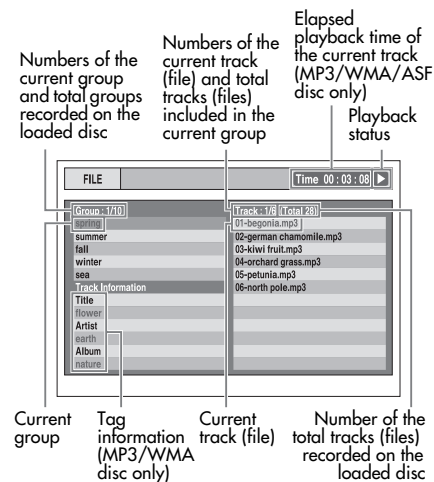 Numbers of the
current group
and total groups
recorded on the
loaded disc
Numbers of the
current track
(file) and total
tracks (files)
included in the
current group
Elapsed
playback time of
the current track
(MP3/WMA/ASF
disc only)
Playback
status
FILE
Time 00 : 03 : 08
Group : 1/10
spring
summer
fall
winter
sea
Track Information
Title
flower
Artist
earth
Album
nature
Track : 1/6 (Total 28)
01-begonia.mp3
02-german chamomile.mp3
03-kiwi fruit.mp3
04-orchard grass.mp3
05-petunia.mp3
06-north pole.mp3
Current
group
Tag
information
(MP3/WMA
disc only)
Current
track (file)
Number of the
total tracks (files)
recorded on the
loaded disc